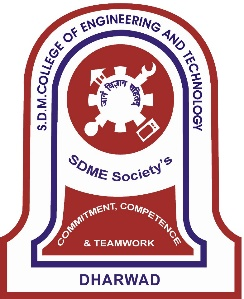 S.D.M.COLLEGE OF ENGINEERING AND TECHNOLOGY
SDME Society's
COMMITMENT, COMPETENCE
& TEAMWORK
DHARWAD